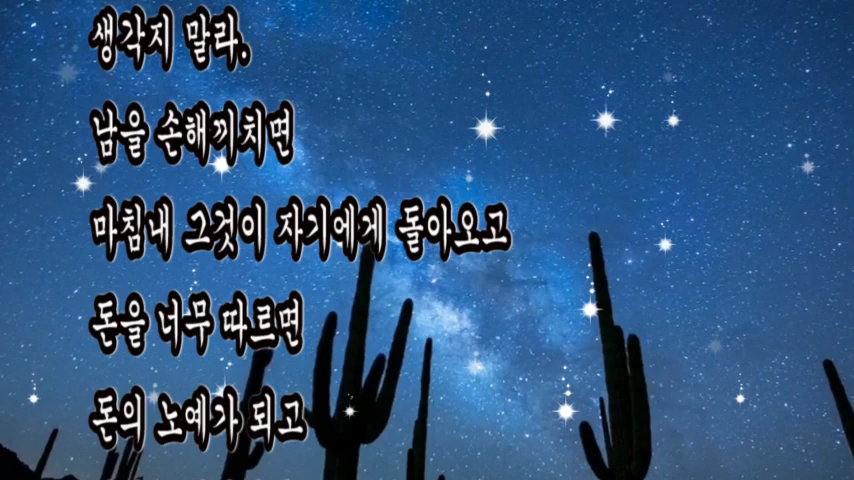 생각지 말라.
남을 손해끼치면
마침내 그것이 자기에게 돌아오고
돈을 너무 따르면
돈의 노예가 되고